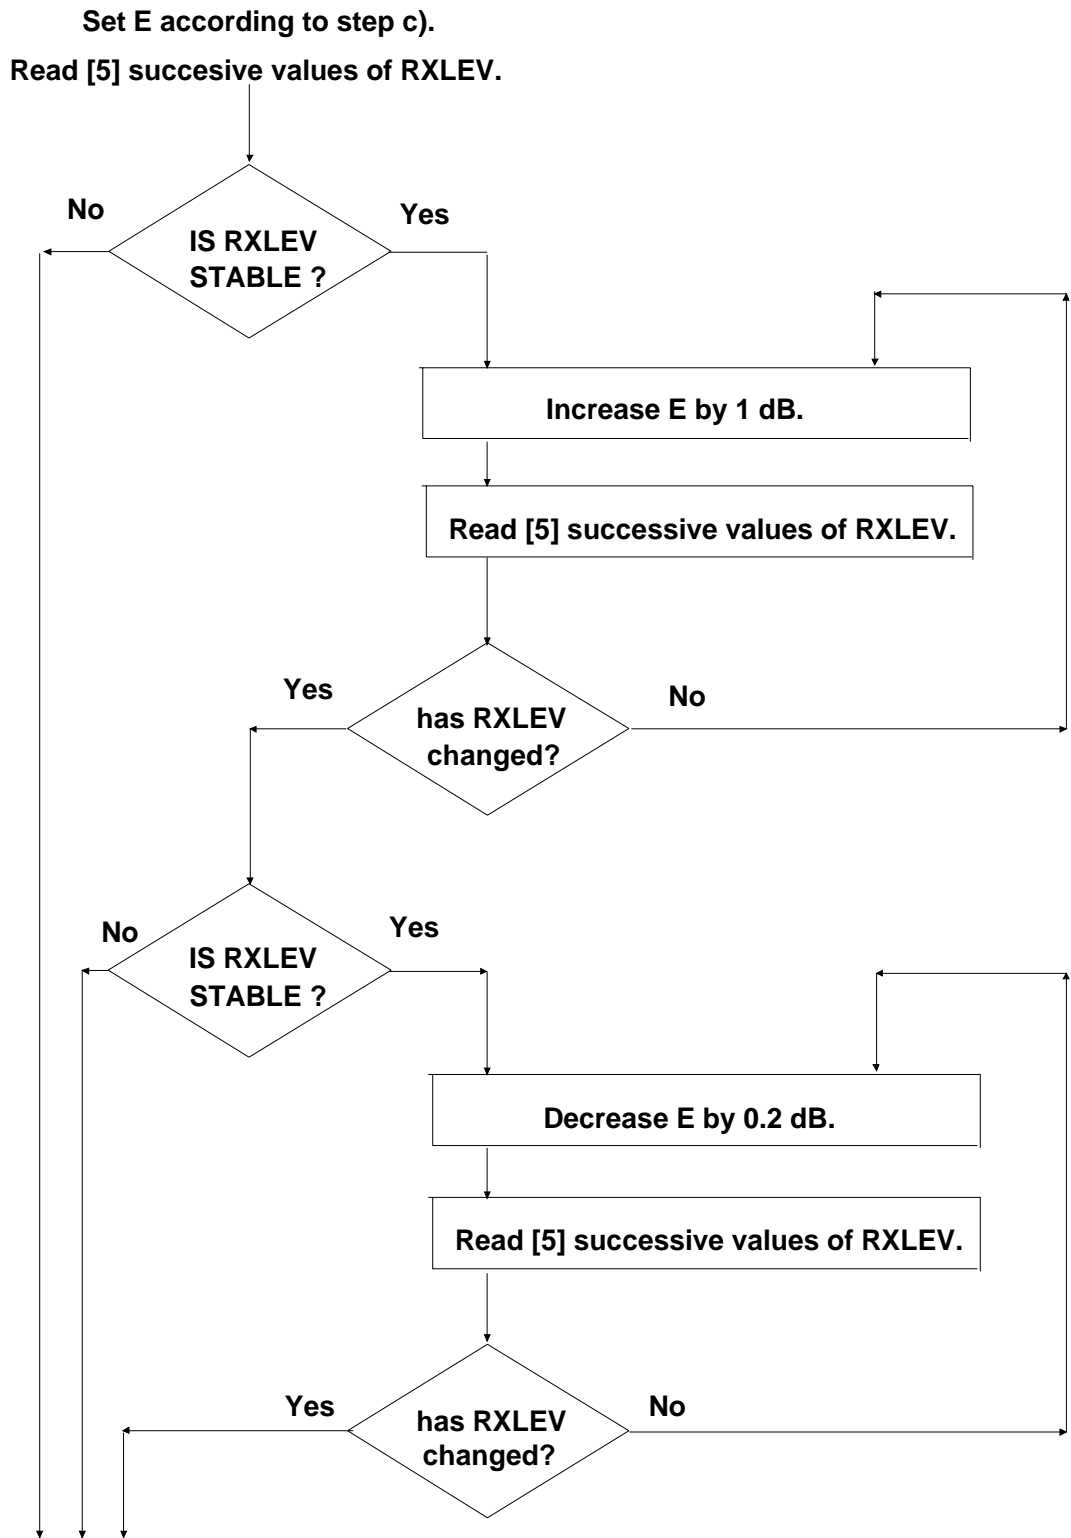 Set E according to step c).
Read [5] succesive values of RXLEV.
No
Yes
IS RXLEV
STABLE ?
Increase E by 1 dB.
Read [5] successive values of RXLEV.
Yes
No
has RXLEV
changed?
No
Yes
IS RXLEV
STABLE ?
Decrease E by 0.2 dB.
Read [5] successive values of RXLEV.
Yes
No
has RXLEV
changed?